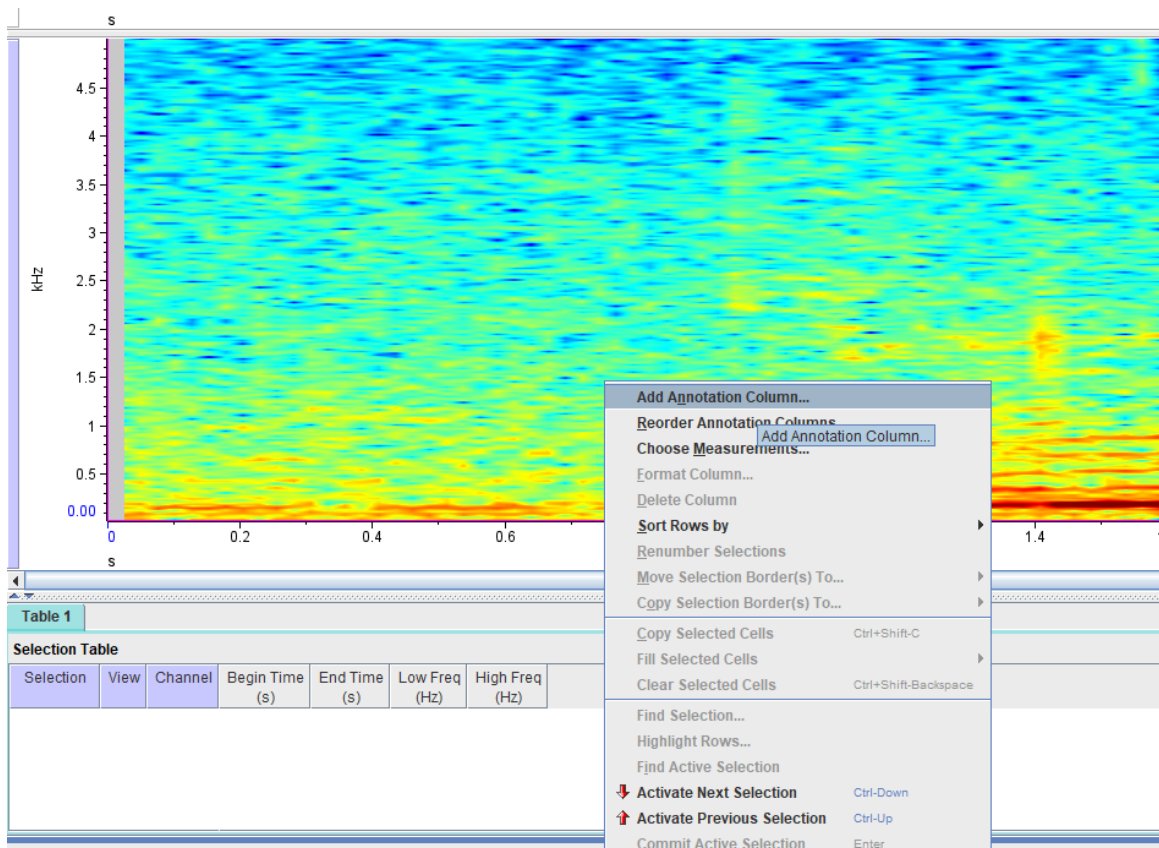 s
4.5
4
3.5
3
kHz
2.5
2
1.5
1
0.5
0.00
0
0.2
0.4
0.6
1.4
s
Add Annotation Column...
Reorder Annotation Columns
Add Annotation Column...
Choose Measurements...
Format Column...
Delete Column
Sort Rows by
Renumber Selections
Move Selection Border(s) To...
Copy Selection Border(s) To...
Copy Selected Cells Ctrl+Shift-C
Fill Selected Cells
Clear Selected Cells Ctrl+Shift-Backspace
Find Selection...
Highlight Rows...
Find Active Selection
Activate Next Selection Ctrl-Down
Activate Previous Selection Ctrl-Up
Commit Active Selection Enter
Table 1
Selection Table
Selection View Channel Begin Time End Time Low Freq High Freq
(s) (s) (Hz) (Hz)